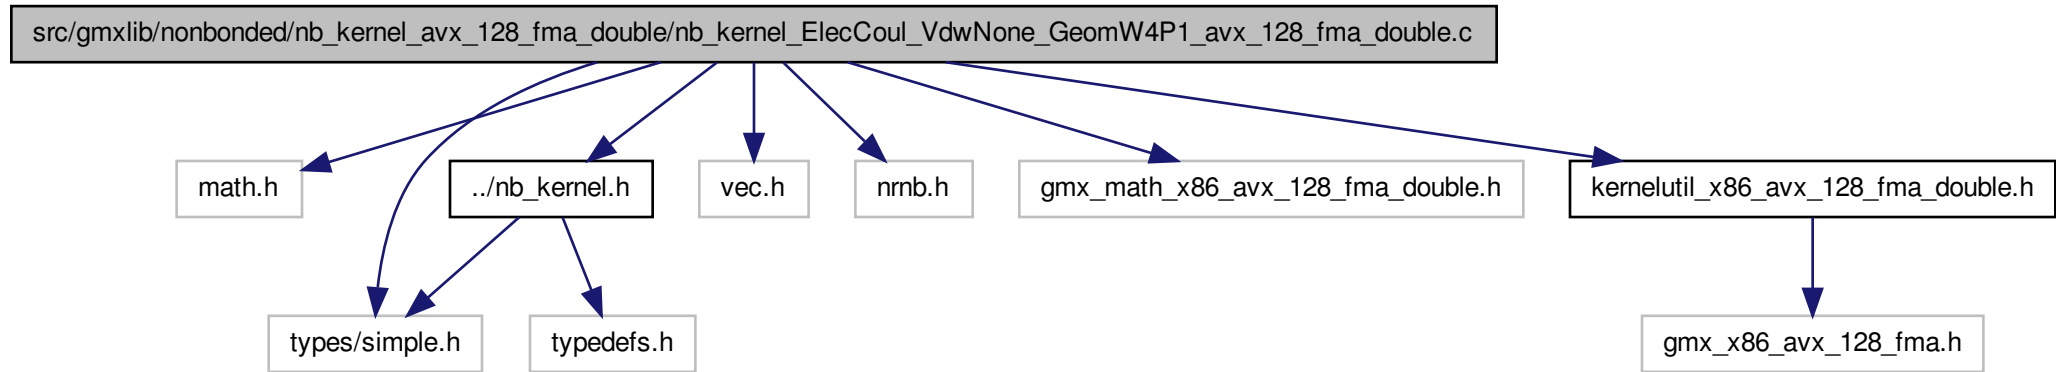 src/gmxlib/nonbonded/nb_kernel_avx_128_fma_double/nb_kernel_ElecCoul_VdwNone_GeomW4P1_avx_128_fma_double.c
math.h
../nb_kernel.h
vec.h
nrnb.h
gmx_math_x86_avx_128_fma_double.h
kernelutil_x86_avx_128_fma_double.h
types/simple.h
typedefs.h
gmx_x86_avx_128_fma.h